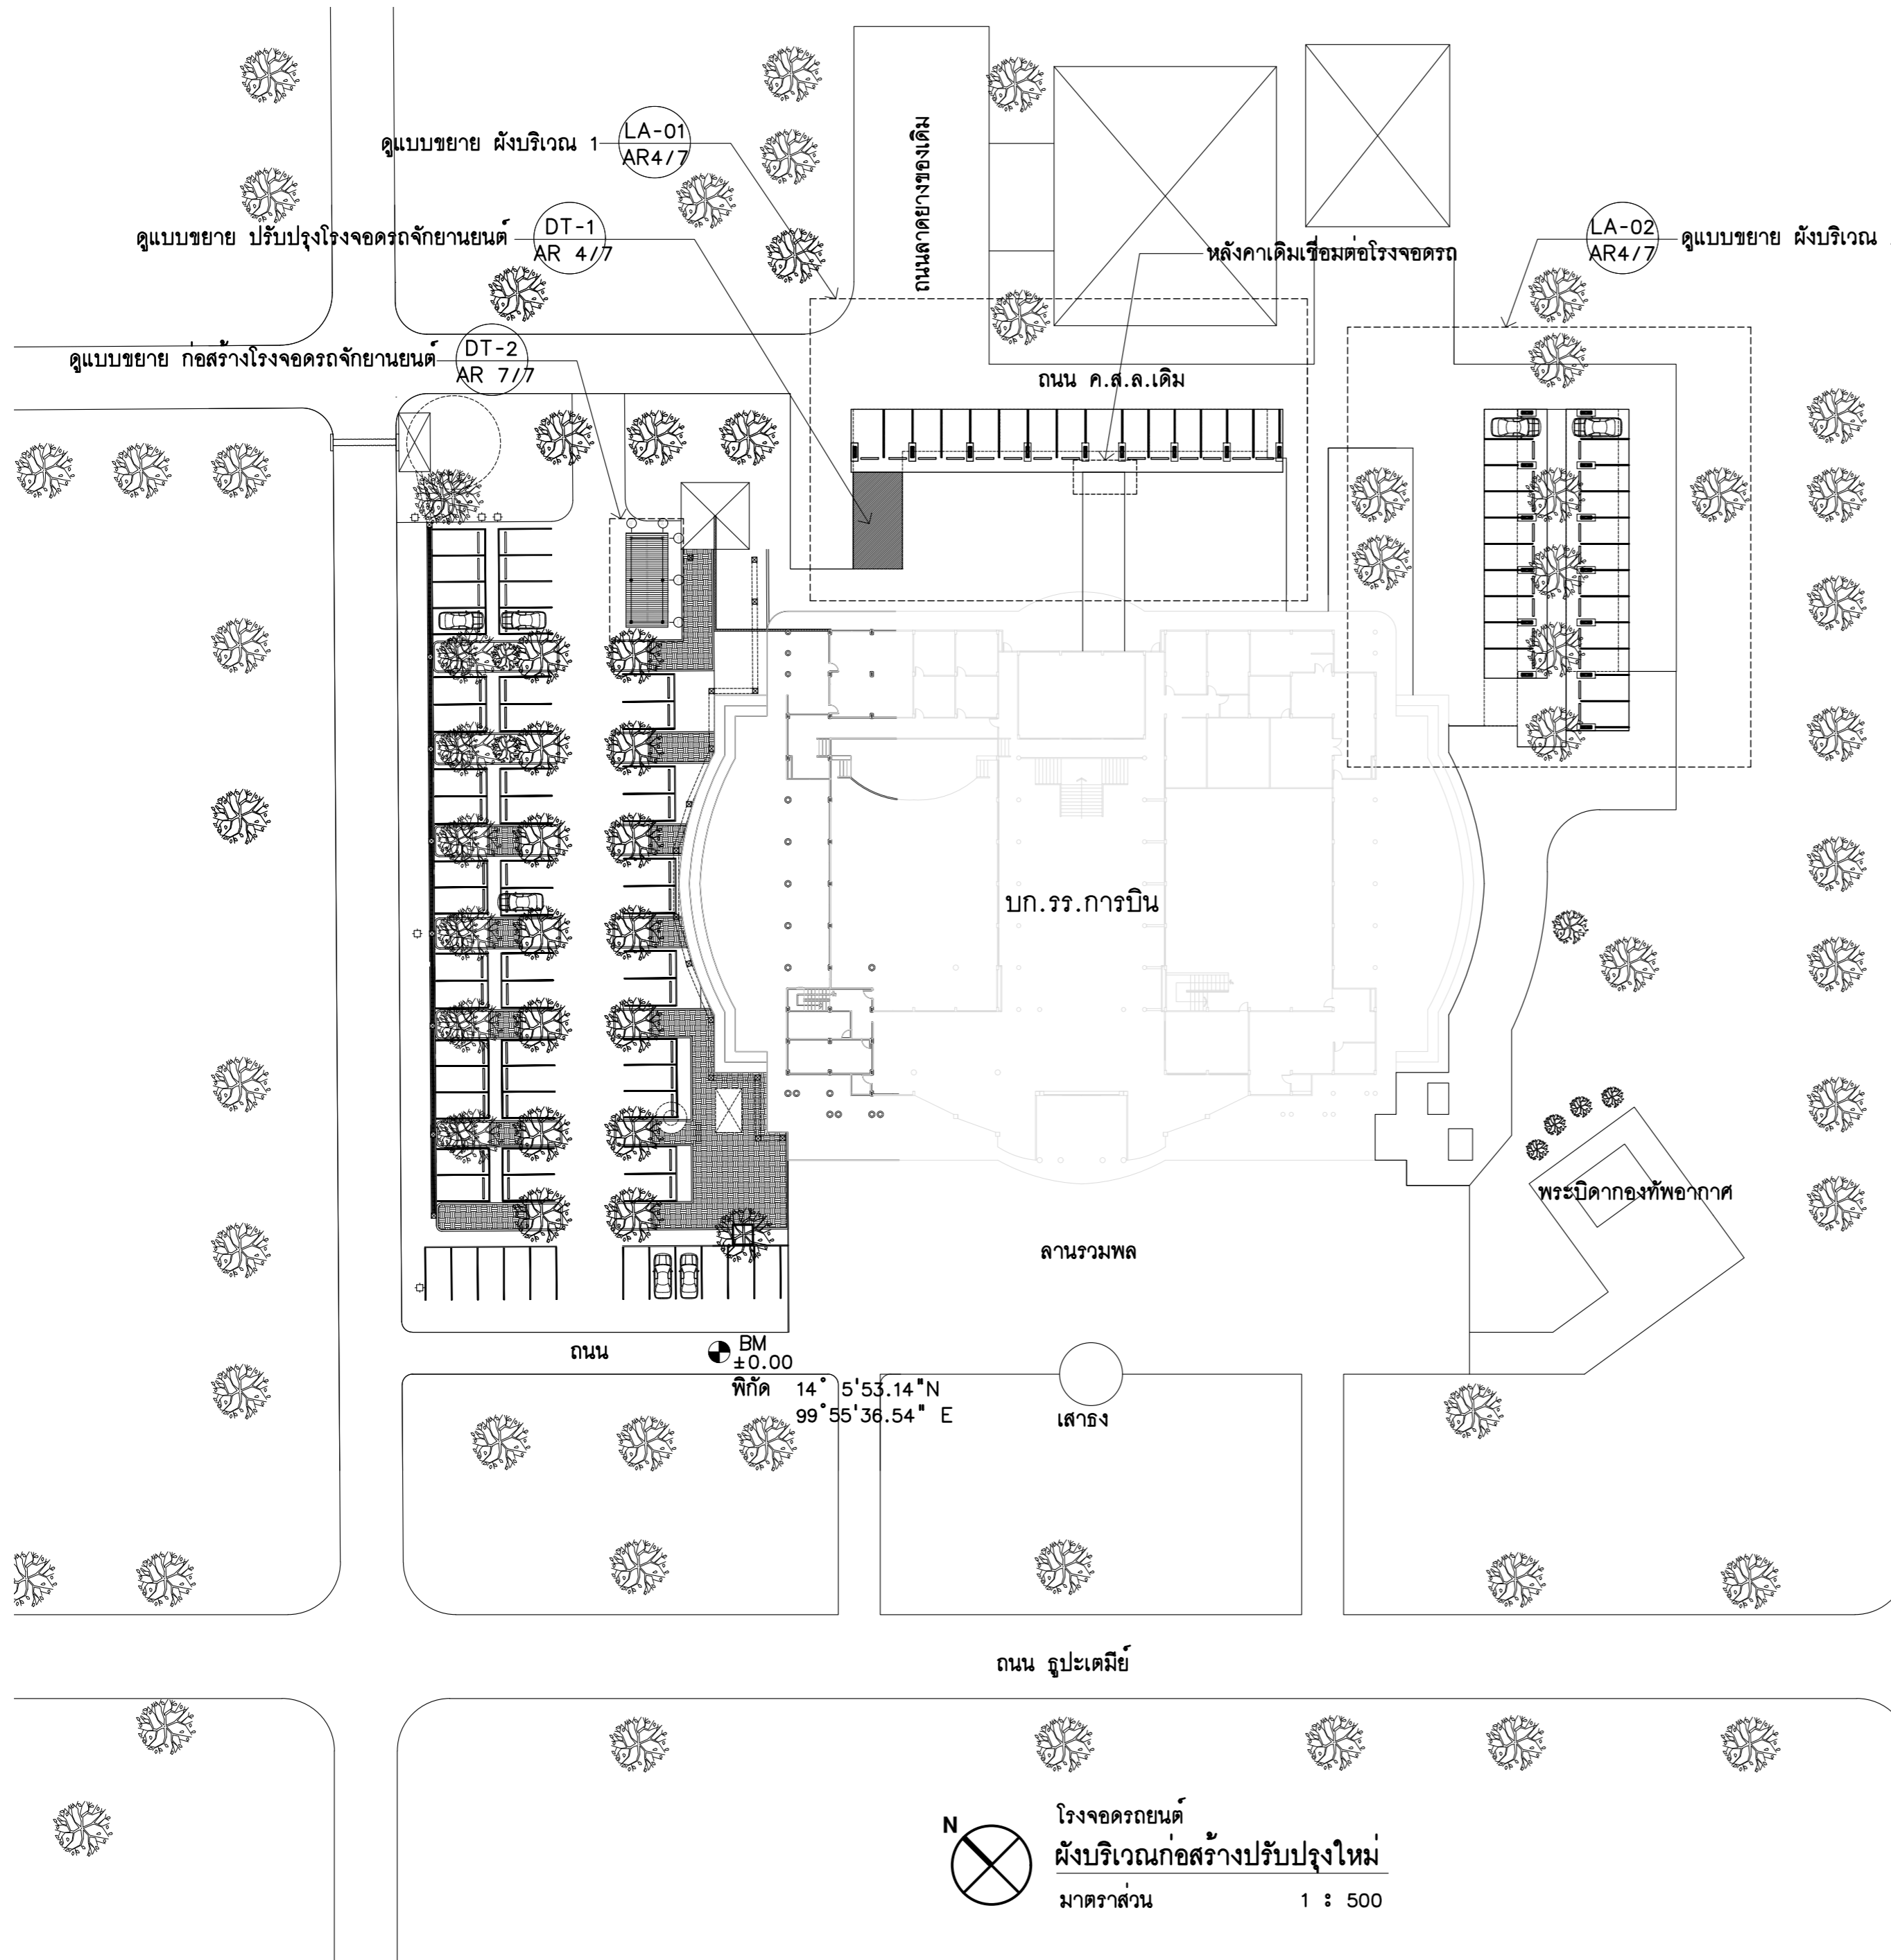 ดูแบบขยาย ผังบริเวณ 1
LA-01
AR4/7
ถนนลาดยางของเดิม
ดูแบบขยาย ปรับปรุงโรงจอดรถจักยานยนต์
DT-1
AR 4/7
หลังคาเดิมเชื่อมต่อโรงจอดรถ
LA-02
AR4/7
ดูแบบขยาย ผังบริเวณ
ดูแบบขยาย ก่อสร้างโรงจอดรถจักยานยนต์
DT-2
AR 7/7
ถนน ค.ส.ล.เดิม
บก.รร.การบิน
พระบิดากองทัพอากาศ
ลานรวมพล
ถนน
BM
±0.00
พิกัด 14° 5'53.14"N
99°55'36.54" E
เสาธง
ถนน ธูปะเตมีย์
N
โรงจอดรถยนต์
ผังบริเวณก่อสร้างปรับปรุงใหม่
มาตราส่วน 1 : 500